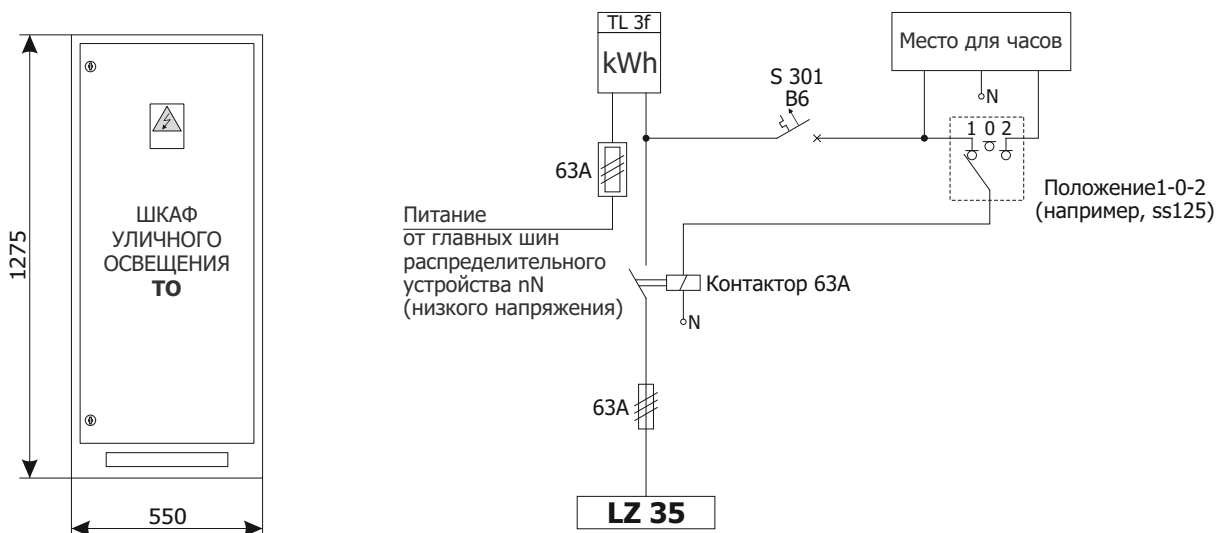 ШКАФ
УЛИЧНОГО
ОСВЕЩЕНИЯ
ТО
1275
550
TL 3f
kWh
63A
Питание
от главных шин
распределительного
устройства nN
(низкого напряжения)
S 301
B6
Место для часов
N
1 0 2
Положение1-0-2
(например, ss125)
Контактор 63А
N
63A
LZ 35